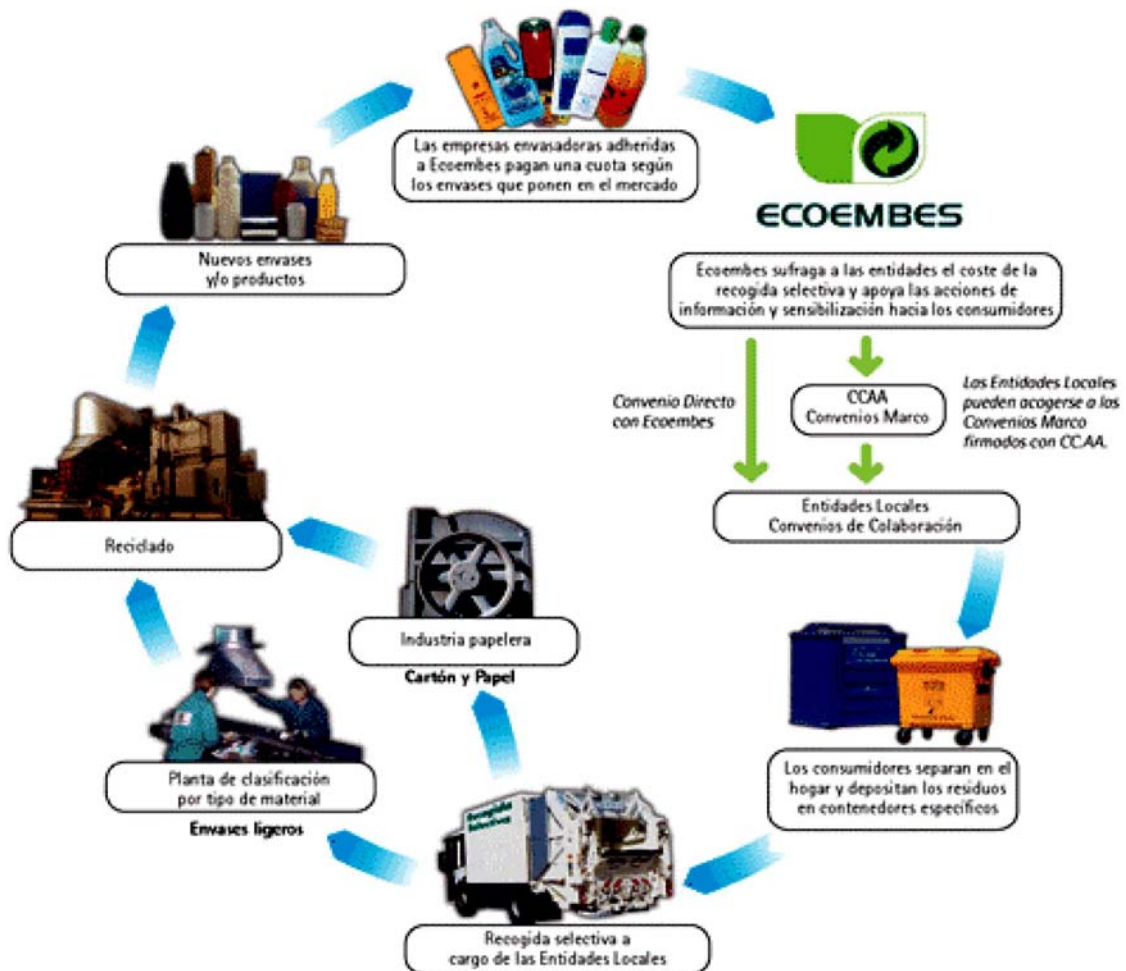 Las empresas envasadoras adheridas
a Ecoembes pagan una cuota según
los envases que ponen en el mercado
ECOEMBES
Ecoembes sufraga a las entidades el coste de la
recogida selectiva y apoya las acciones de
información y sensibilización hacia los consumidores
Convenio Directo
con Ecoembes
CCAA
Convenios Marco
Las Entidades Locales
pueden acogerse a los
Convenios Marco
firmados con CC.AA.
Entidades Locales
Convenios de Colaboración
Los consumidores separan en el
hogar y depositan los residuos
en contenedores específicos
Recogida
Selectiva
Recogida selectiva a
cargo de las Entidades Locales
Planta de clasificación
por tipo de material
Envases ligeros
Industria papelera
Cartón y Papel
Reciclado
Nuevos envases
y/o productos